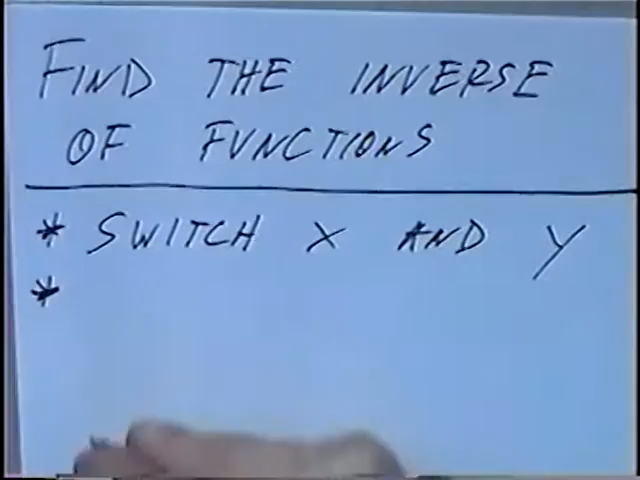 FIND THE INVERSE
OF FUNCTIONS
* SWITCH X AND Y
*